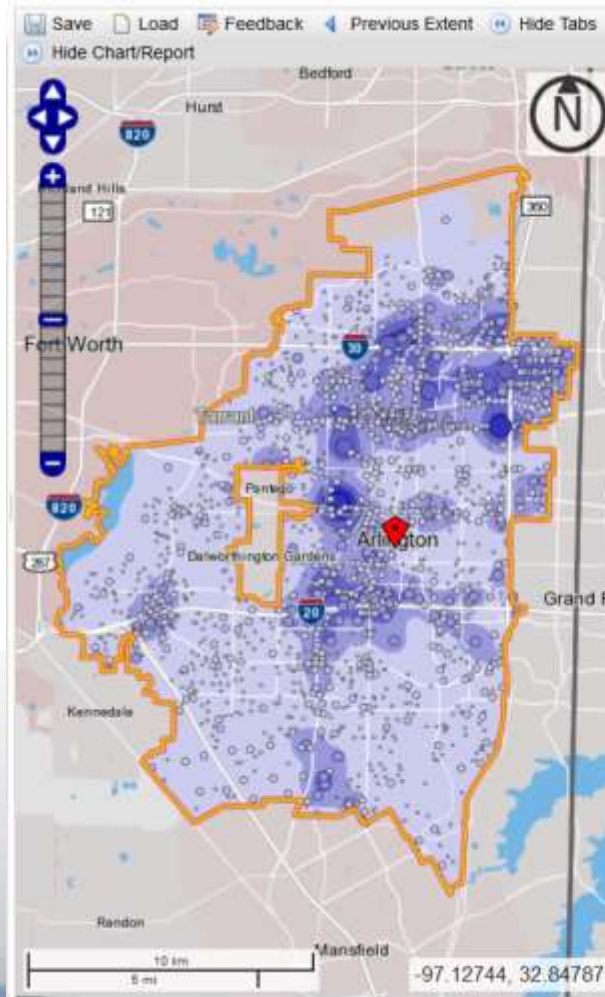 Save Load Feedback Previous Extent Hide Tabs
Hide Chart/Report
Bedford
Hurst
820
121
360
N
Fort Worth
30
Pantego
Arlington
Dalworthington Gardens
820
287
20
Grand
Kennedale
Rendon
Mansfield
10 km
5 mi
-97.12744, 32.84787